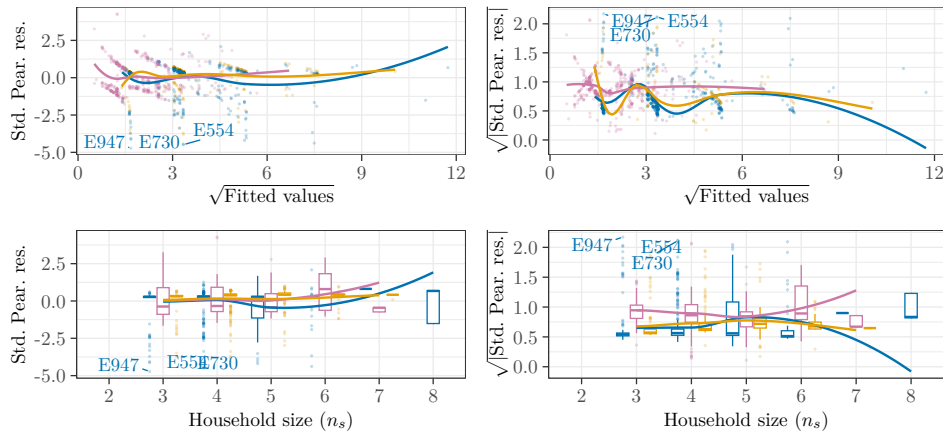 Std. Pear. res.
2.5
0.0
-2.5
-5.0
E947
E730
E554
0
3
6
9
12
√Fitted values
√|Std. Pear. res.|
2.0
1.5
1.0
0.5
0.0
E947
E554
E730
0
3
6
9
12
√Fitted values
Std. Pear. res.
2.5
0.0
-2.5
-5.0
E947
E554
E730
2
3
4
5
6
7
8
Household size (nₛ)
√|Std. Pear. res.|
2.0
1.5
1.0
0.5
0.0
E947
E554
E730
2
3
4
5
6
7
8
Household size (nₛ)